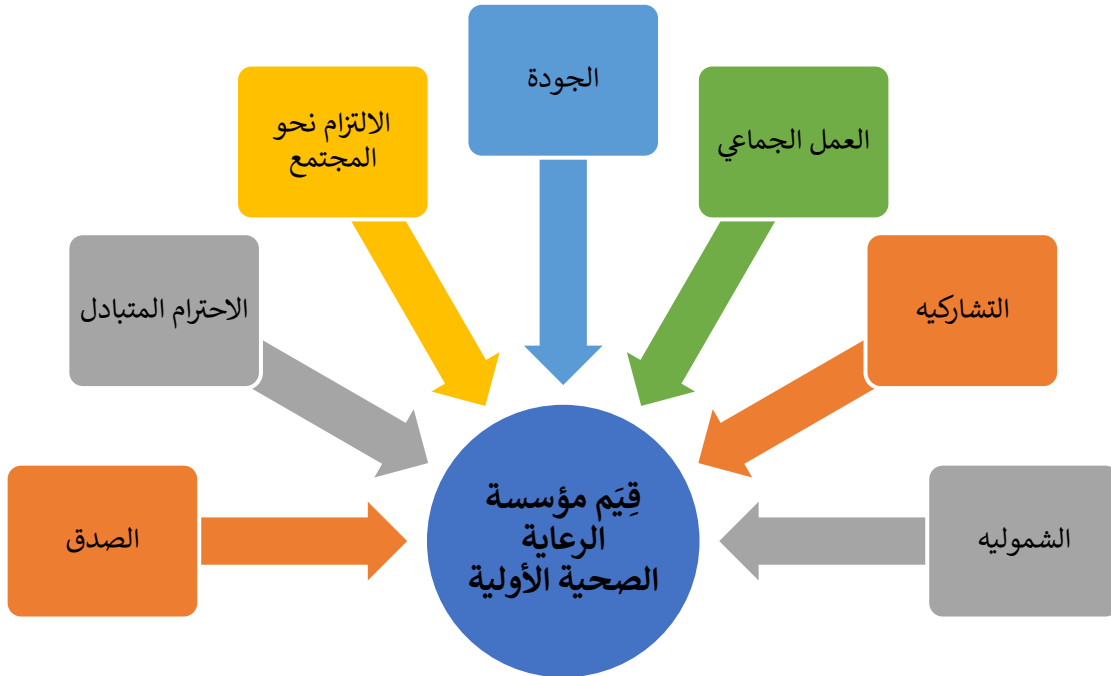 الجودة
العمل الجماعي
الالتزام نحو
المجتمع
التشاركيه
الاحترام المتبادل
الشموليه
الصدق
قِيَم مؤسسة
الرعاية
الصحية الأولية